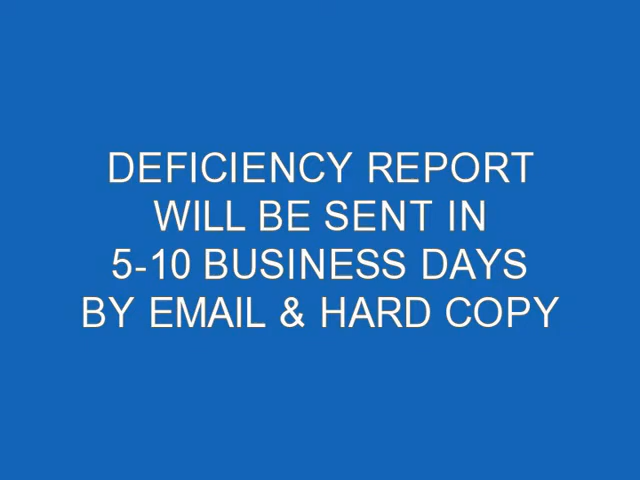 DEFICIENCY REPORT
WILL BE SENT IN
5-10 BUSINESS DAYS
BY EMAIL & HARD COPY